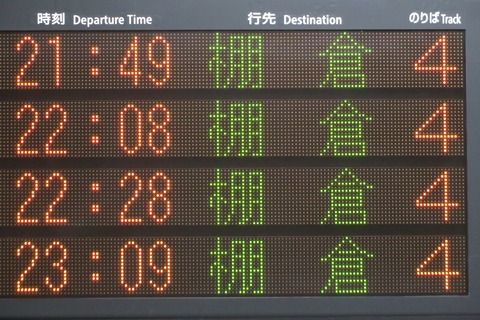 時刻 Departure Time 行先 Destination のりば Track
21:49 棚倉 4
22:08 棚倉 4
22:28 棚倉 4
23:09 棚倉 4